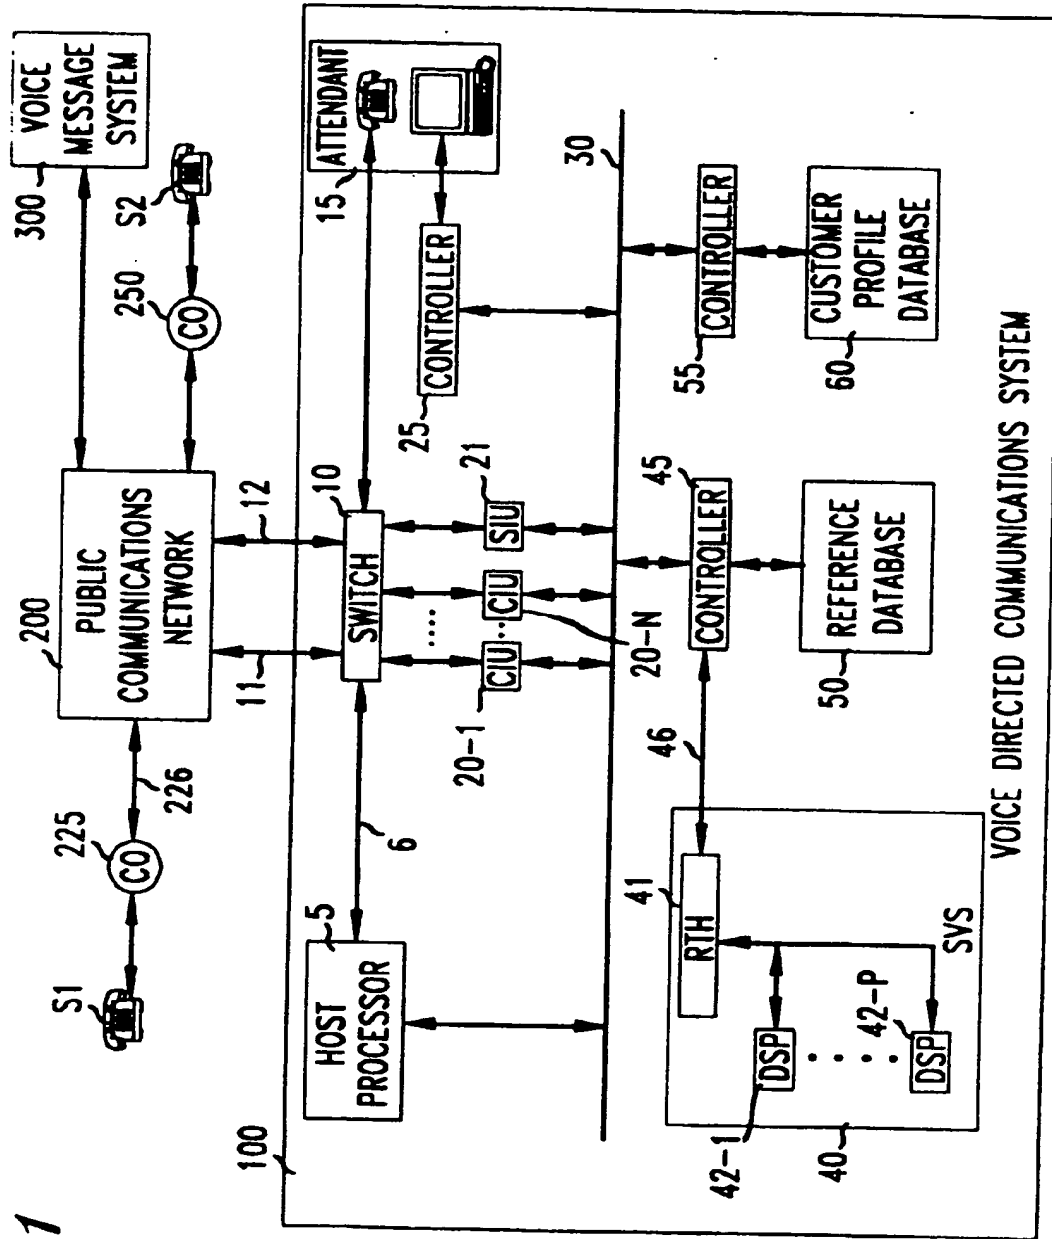 1
S1
225
CO
226
200
PUBLIC
COMMUNICATIONS
NETWORK
250
CO
S2
300
VOICE
MESSAGE
SYSTEM
100
HOST
PROCESSOR
5
6
11
12
SWITCH
10
15
ATTENDANT
20-1
CIU
....
..
CIU
20-N
SIU
21
25
CONTROLLER
30
RTH
41
46
CONTROLLER
45
55
CONTROLLER
42-1
DSP
....
42-P
DSP
SVS
40
50
REFERENCE
DATABASE
60
CUSTOMER
PROFILE
DATABASE
VOICE DIRECTED COMMUNICATIONS SYSTEM